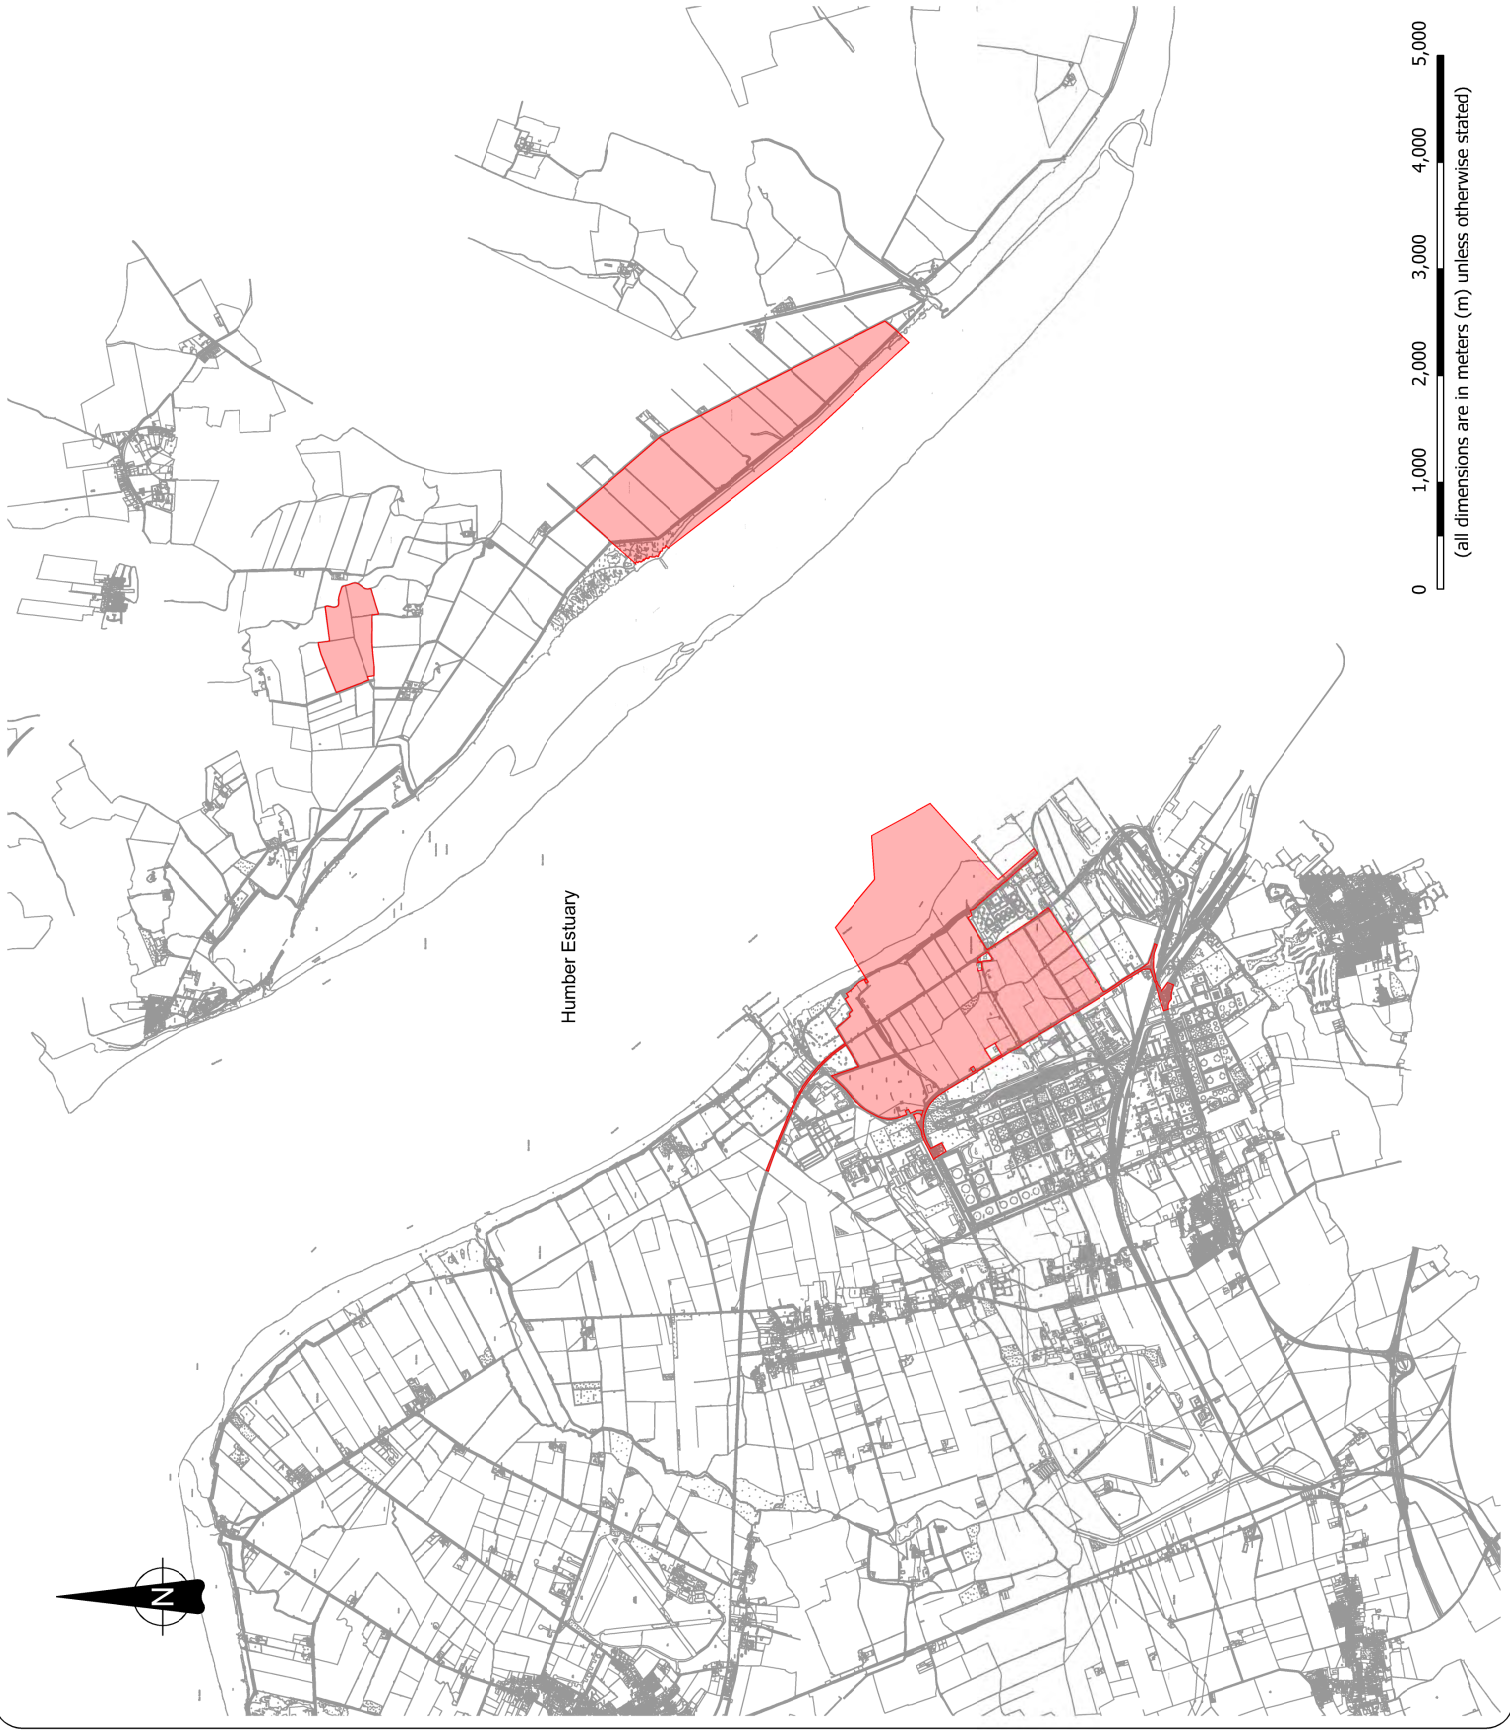 N
Humber Estuary
0 1,000 2,000 3,000 4,000 5,000
(all dimensions are in meters (m) unless otherwise stated)